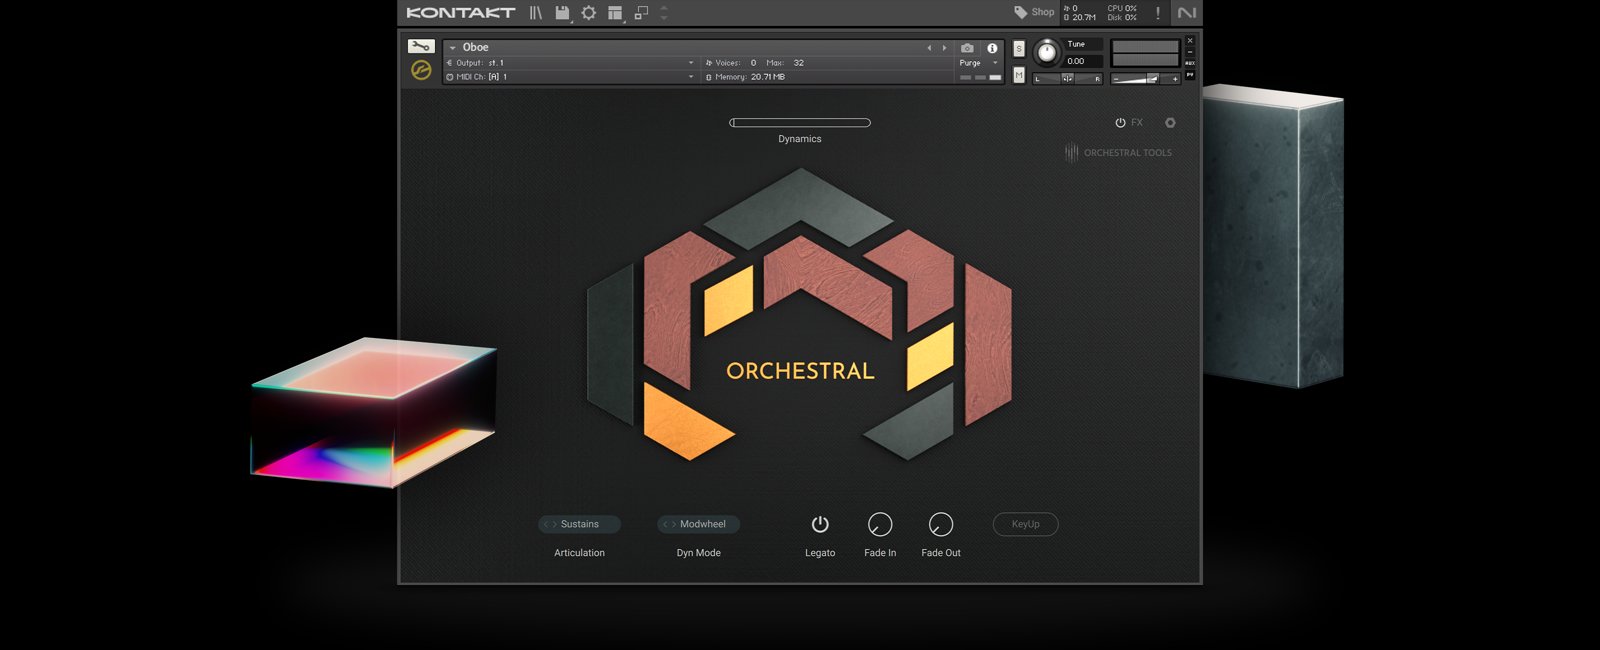 KONTAKT
Shop
0
20.7M
CPU 0%
Disk 0%
!
Oboe
Output: st.1
Voices: 0 Max: 32
Purge
MIDI Ch: [A] 1
Memory: 20.71 MB
S
M
Tune
0.00
L R
- +
AUX
PV
Dynamics
FX
ORCHESTRAL TOOLS
ORCHESTRAL
Sustains
Modwheel
KeyUp
Articulation
Dyn Mode
Legato
Fade In
Fade Out